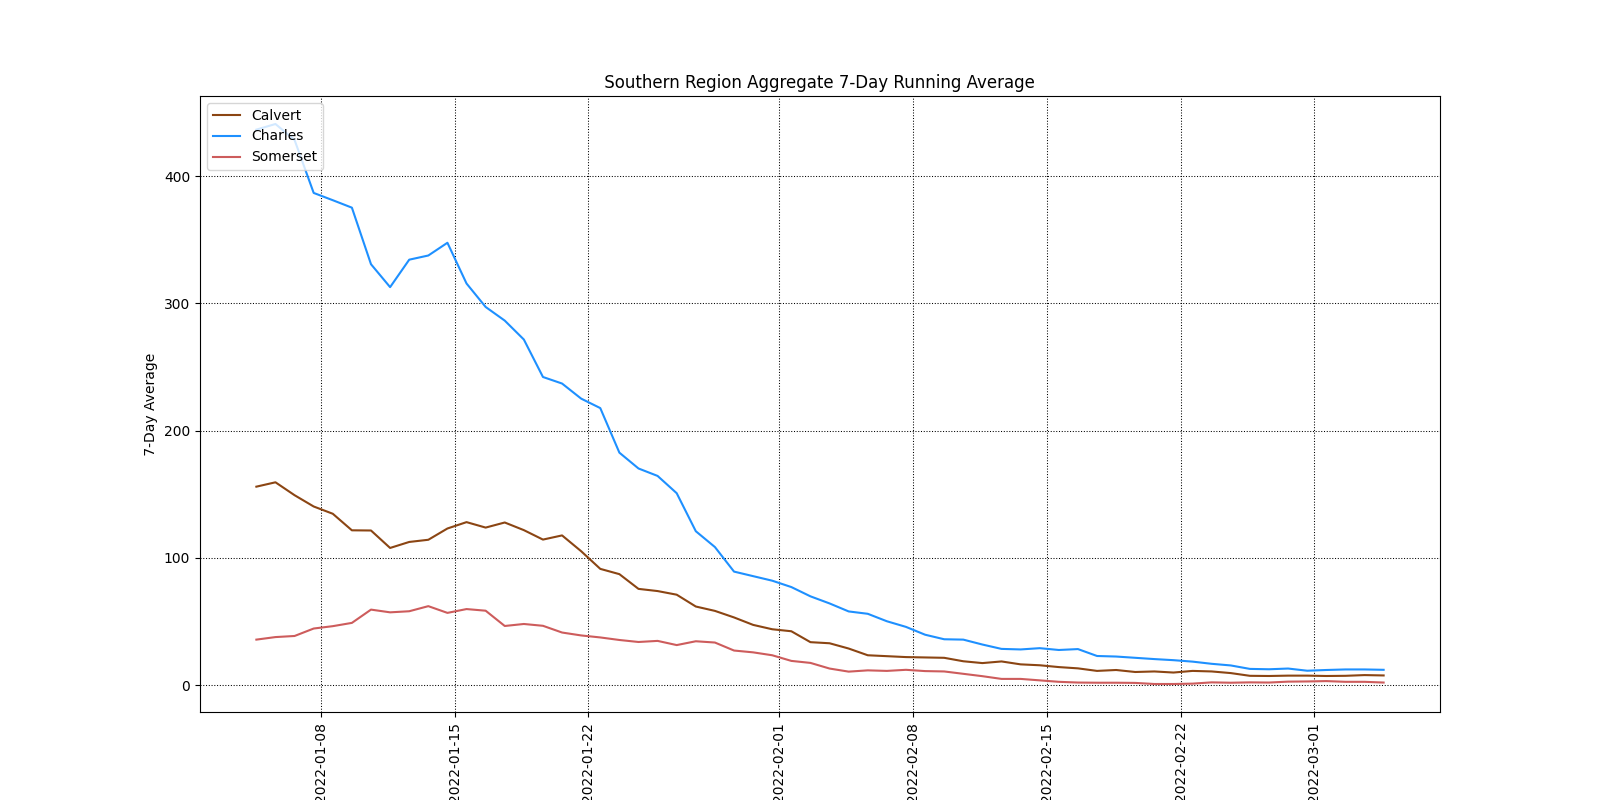 Southern Region Aggregate 7-Day Running Average
Calvert
Charles
Somerset
400
300
200
100
0
7-Day Average
2022-01-08
2022-01-15
2022-01-22
2022-02-01
2022-02-08
2022-02-15
2022-02-22
2022-03-01